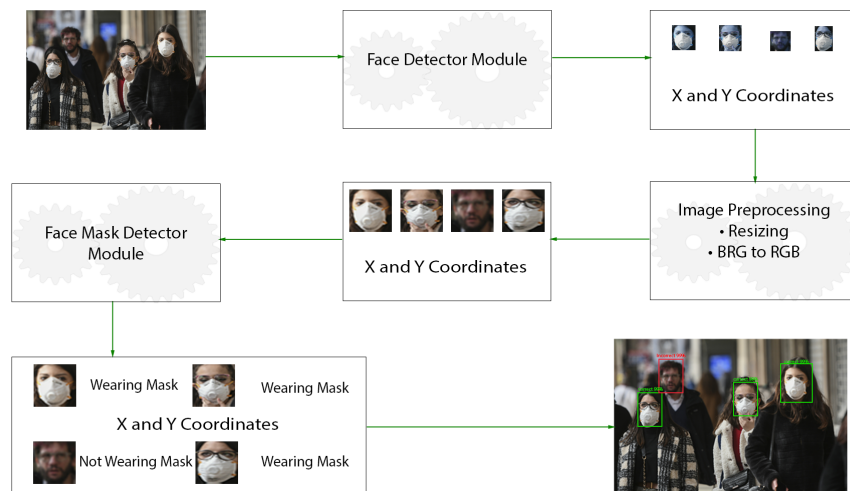 Face Detector Module
X and Y Coordinates
Image Preprocessing
• Resizing
• BRG to RGB
X and Y Coordinates
Face Mask Detector
Module
Wearing Mask
Wearing Mask
X and Y Coordinates
Not Wearing Mask
Wearing Mask